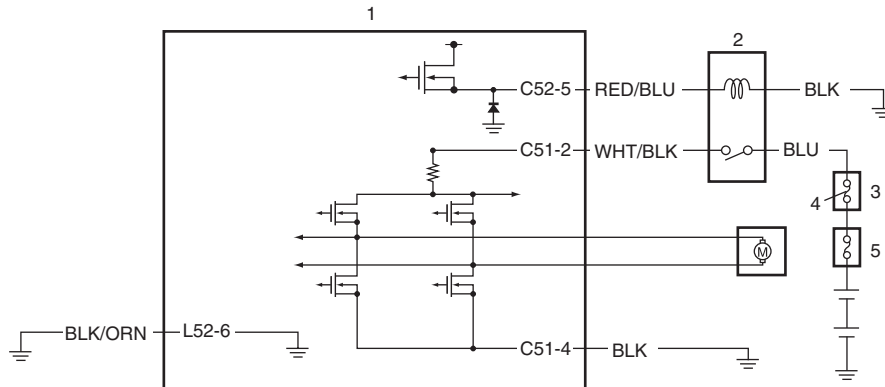 1
2
C52-5 RED/BLU BLK
C51-2 WHT/BLK BLU
3
4
M
5
BLK/ORN L52-6
C51-4 BLK